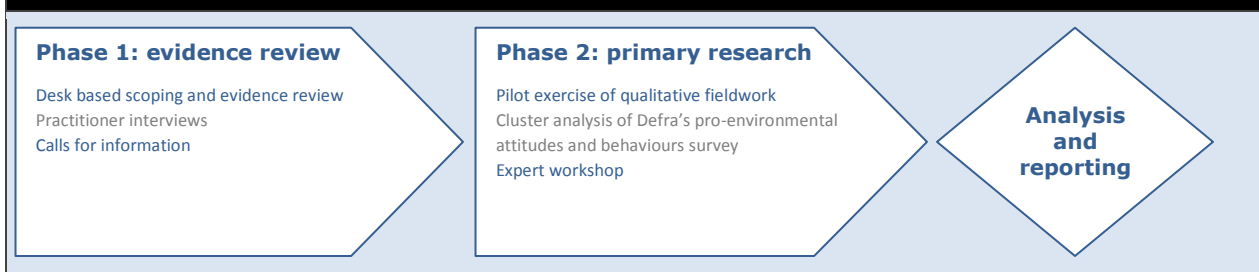 Phase 1: evidence review
Desk based scoping and evidence review
Practitioner interviews
Calls for information
Phase 2: primary research
Pilot exercise of qualitative fieldwork
Cluster analysis of Defra's pro-environmental
attitudes and behaviours survey
Expert workshop
Analysis
and
reporting